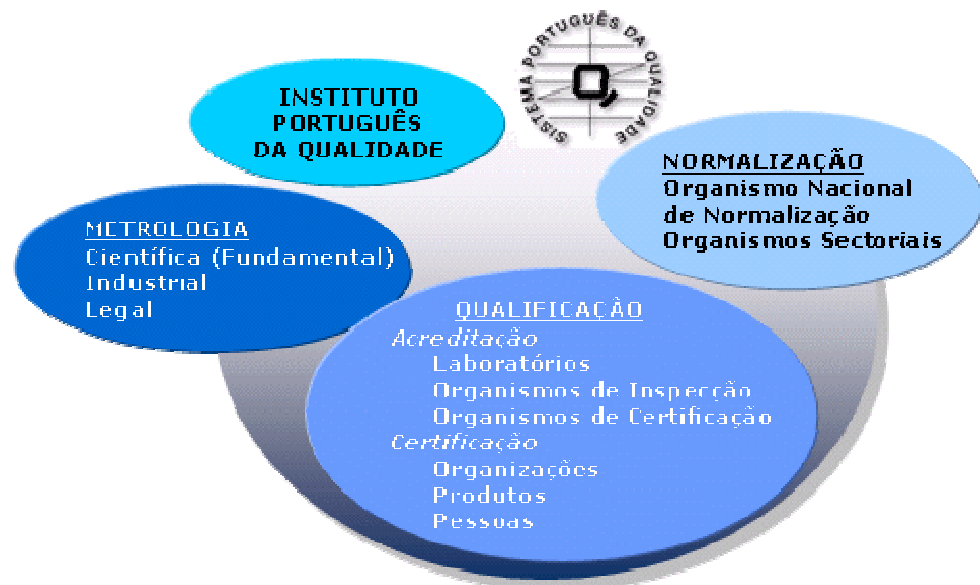 SISTEMA PORTUGUÊS DA QUALIDADE
Q
INSTITUTO
PORTUGUÊS
DA QUALIDADE
NORMALIZAÇÃO
Organismo Nacional
de Normalização
Organismos Sectoriais
METROLOGIA
Científica (Fundamental)
Industrial
Legal
QUALIFICAÇÃO
Acreditação
Laboratórios
Organismos de Inspecção
Organismos de Certificação
Certificação
Organizações
Produtos
Pessoas